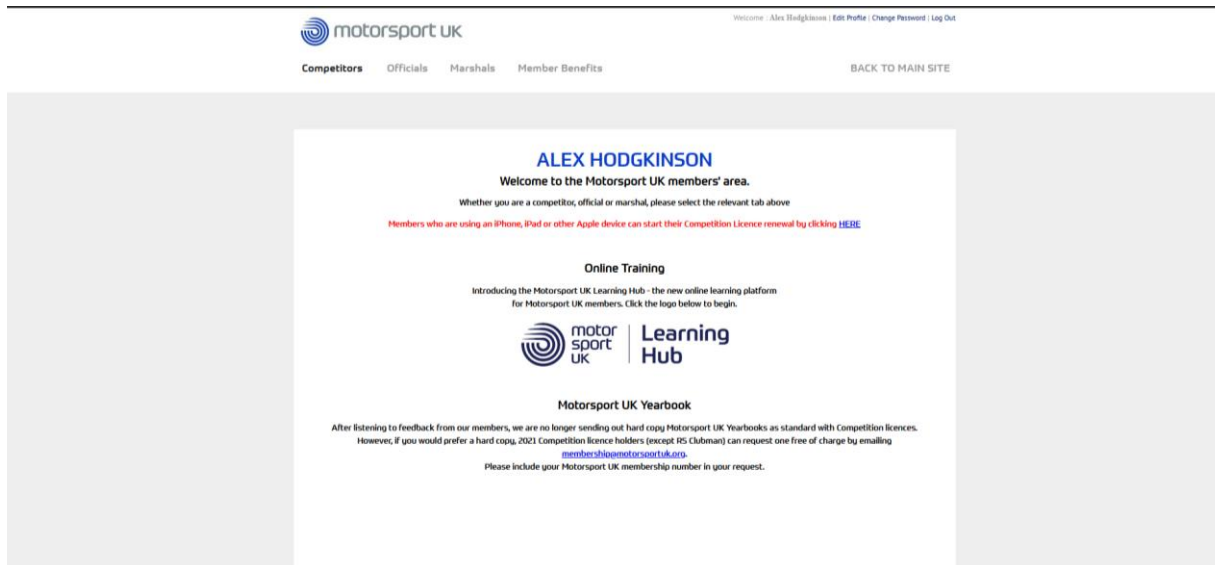 motorsport UK
Welcome : Alex Hodgkinson | Edit Profile | Change Password | Log Out
Competitors Officials Marshals Member Benefits BACK TO MAIN SITE
ALEX HODGKINSON
Welcome to the Motorsport UK members' area.
Whether you are a competitor, official or marshal, please select the relevant tab above
Members who are using an iPhone, iPad or other Apple device can start their Competition Licence renewal by clicking HERE
Online Training
Introducing the Motorsport UK Learning Hub - the new online learning platform
for Motorsport UK members. Click the logo below to begin.
motor
sport
UK
Learning
Hub
Motorsport UK Yearbook
After listening to feedback from our members, we are no longer sending out hard copy Motorsport UK Yearbooks as standard with Competition licences.
However, if you would prefer a hard copy, 2021 Competition licence holders (except RS Clubman) can request one free of charge by emailing
membership@motorsportuk.org.
Please include your Motorsport UK membership number in your request.